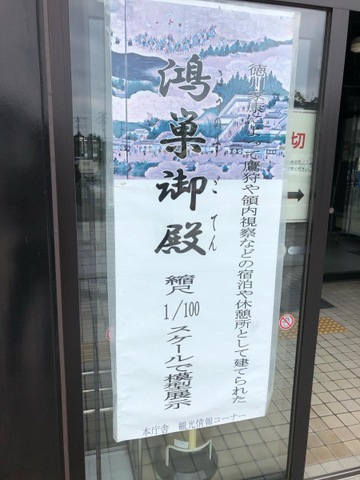 徳川家康によって鷹狩や領内視察などの宿泊や休憩所として建てられた
鴻巣御殿
こうのすごてん
縮尺
1/100
スケールで模型展示
本庁舎 観光情報コーナー
切